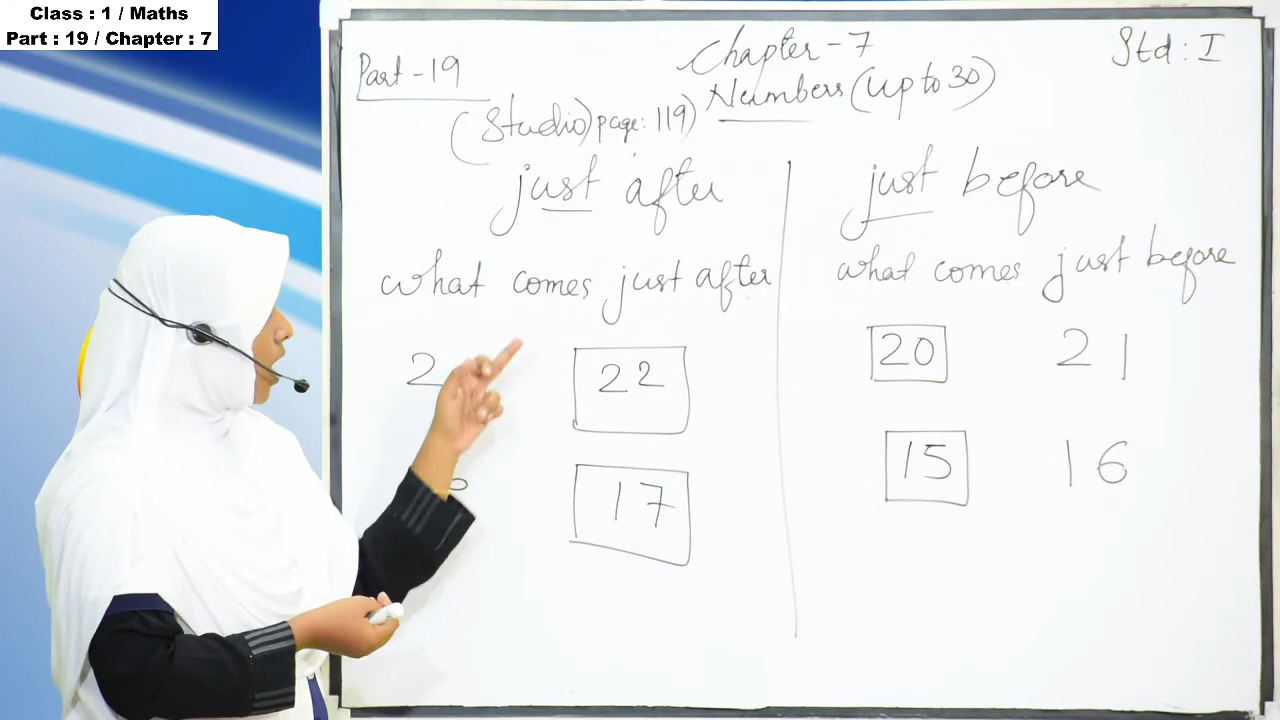 Class : 1 / Maths
Part : 19 / Chapter : 7
Part - 19
Chapter - 7
Std : I
Numbers (up to 30)
(Studio) page: 119)
just after
what comes just after
2
22
17
just before
what comes just before
20 21
15 16